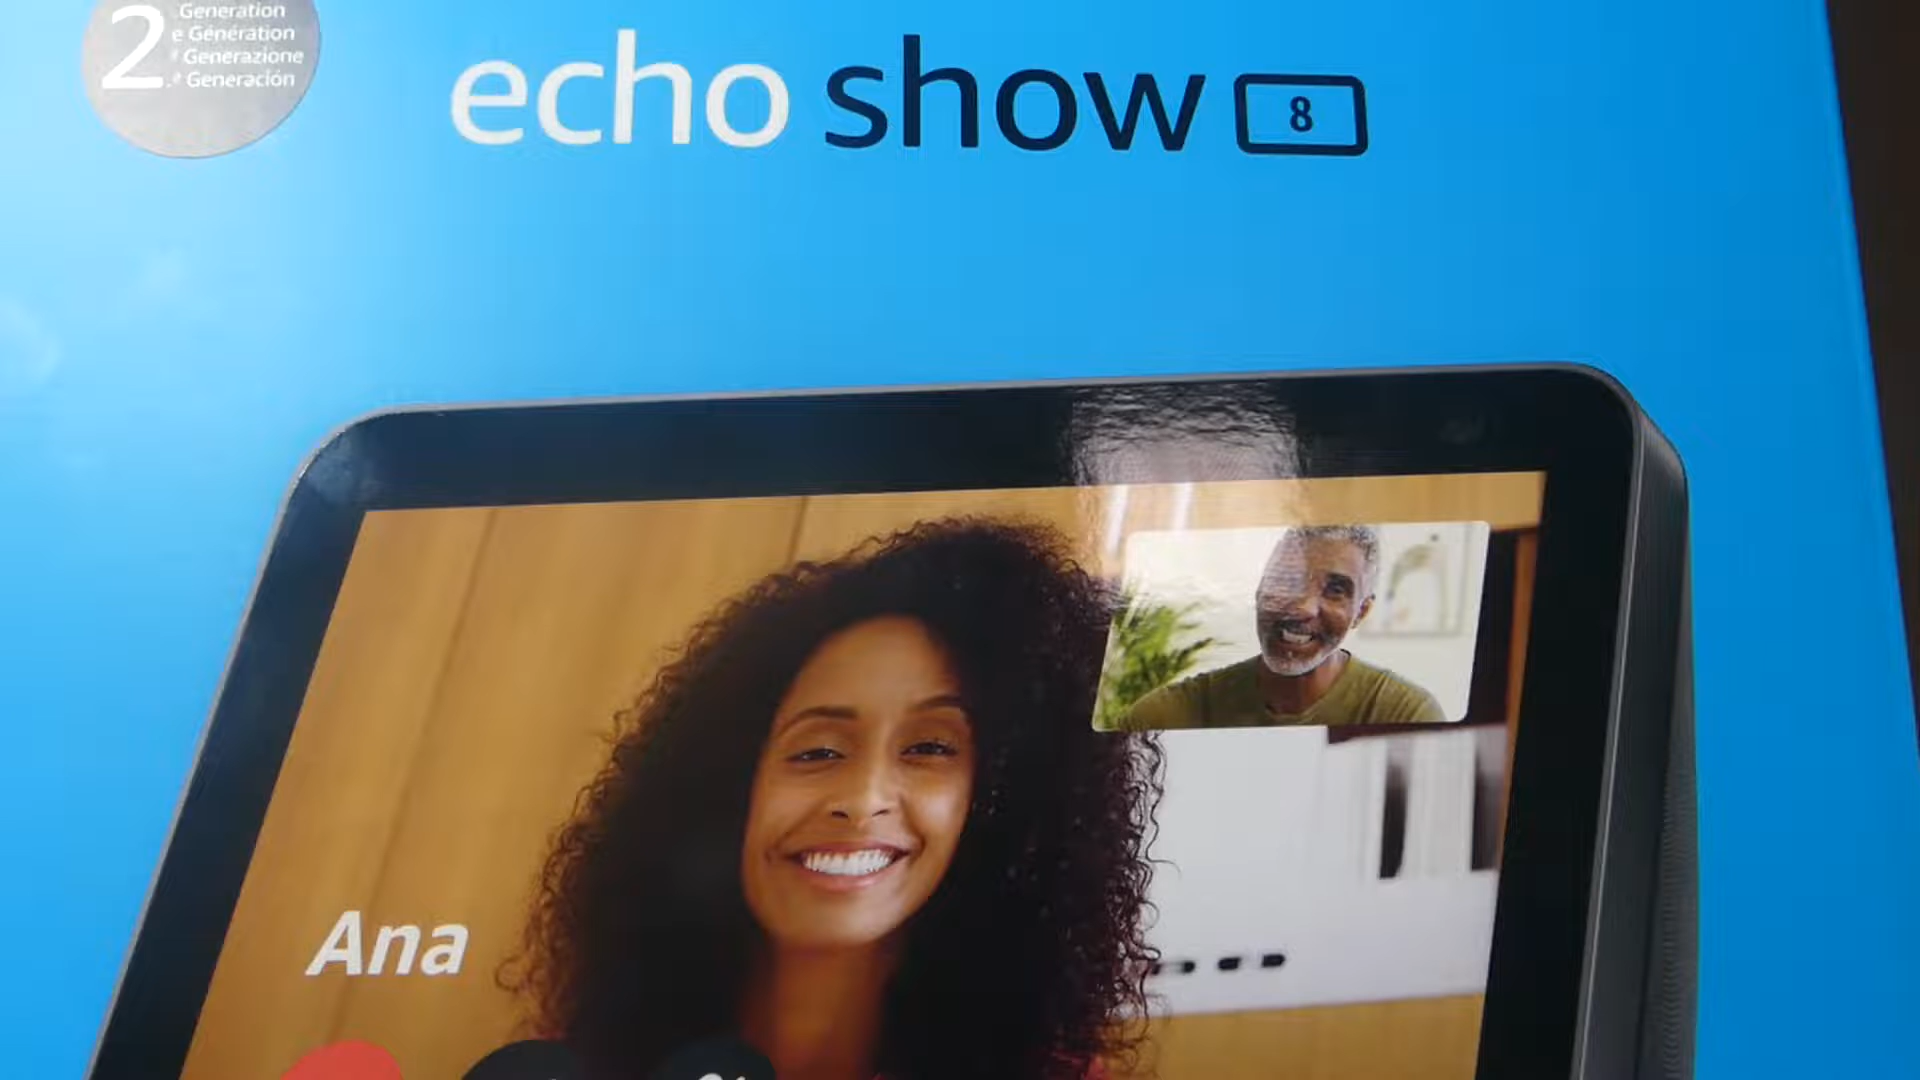 2. Generation
e Génération
ª Generazione
.ª Generación
echo show 8
Ana